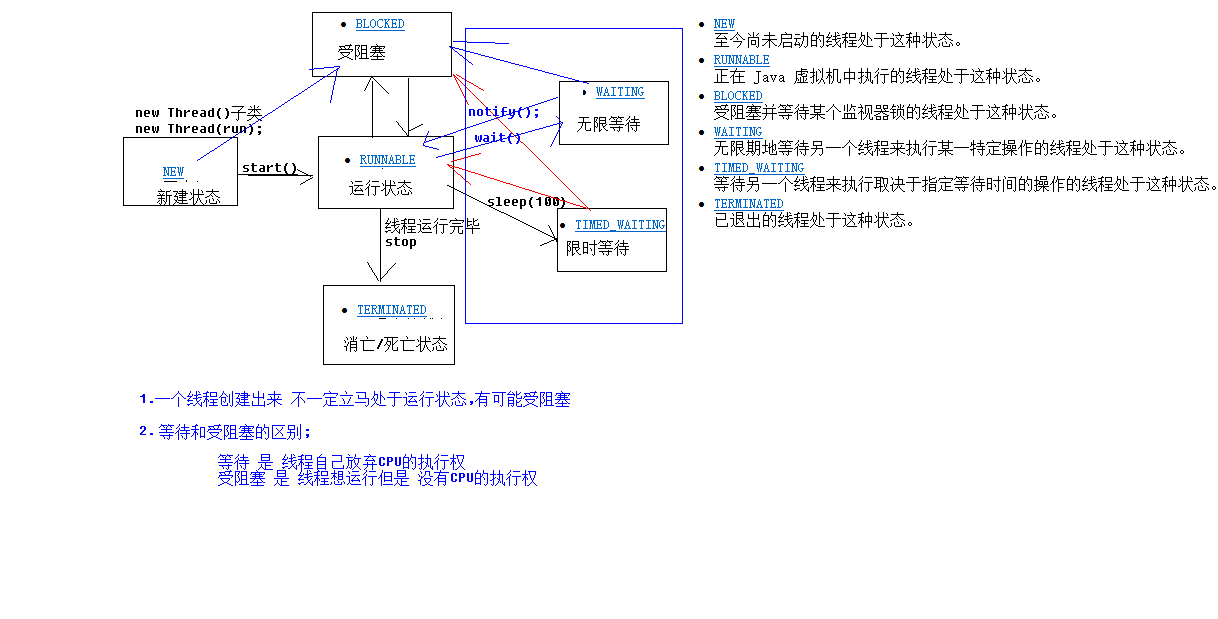 BLOCKED
受阻塞
new Thread()子类
new Thread(run);
NEW
新建状态
start()
RUNNABLE
运行状态
notify();
wait()
WAITING
无限等待
sleep(100)
TIMED_WAITING
限时等待
线程运行完毕
stop
TERMINATED
消亡/死亡状态
NEW
至今尚未启动的线程处于这种状态。
RUNNABLE
正在 Java 虚拟机中执行的线程处于这种状态。
BLOCKED
受阻塞并等待某个监视器锁的线程处于这种状态。
WAITING
无限期地等待另一个线程来执行某一特定操作的线程处于这种状态。
TIMED_WAITING
等待另一个线程来执行取决于指定等待时间的操作的线程处于这种状态。
TERMINATED
已退出的线程处于这种状态。
1.一个线程创建出来 不一定立马处于运行状态,有可能受阻塞
2.等待和受阻塞的区别;
等待 是 线程自己放弃CPU的执行权
受阻塞 是 线程想运行但是 没有CPU的执行权